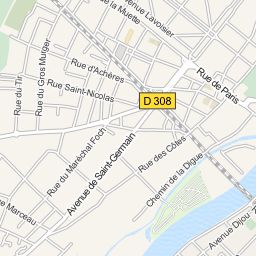 Avenue Lavoisier
de la Muette
Rue d'Achères
Rue de Paris
Rue du Gros Murger
Rue du Tir
Rue Saint-Nicolas
D 308
Rue du Maréchal Foch
Avenue de Saint-Germain
Rue des Côtes
Chemin de la Digue
Rue Marceau
Avenue Dijou